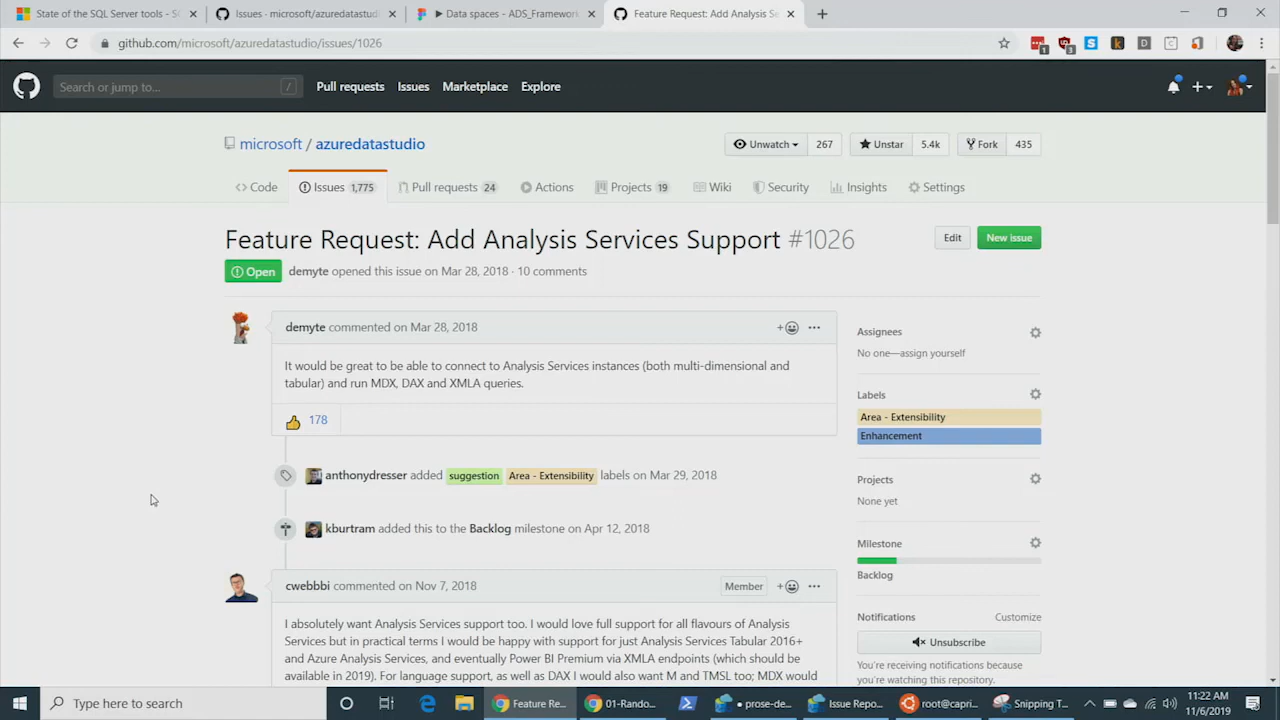 State of the SQL Server tools - S
Issues · microsoft/azuredatastudio
Data spaces - ADS_Framework
Feature Request: Add Analysis Se
github.com/microsoft/azuredatastudio/issues/1026
1
3
Search or jump to...
/
Pull requests
Issues
Marketplace
Explore
microsoft / azuredatastudio
Unwatch
267
Unstar
5.4k
Fork
435
Code
Issues 1,775
Pull requests 24
Actions
Projects 19
Wiki
Security
Insights
Settings
Feature Request: Add Analysis Services Support #1026
Edit
New issue
Open
demyte opened this issue on Mar 28, 2018 · 10 comments
demyte commented on Mar 28, 2018
It would be great to be able to connect to Analysis Services instances (both multi-dimensional and
tabular) and run MDX, DAX and XMLA queries.
178
anthonydresser added suggestion Area - Extensibility labels on Mar 29, 2018
kburtram added this to the Backlog milestone on Apr 12, 2018
cwebbbi commented on Nov 7, 2018
Member
I absolutely want Analysis Services support too. I would love full support for all flavours of Analysis
Services but in practical terms I would be happy with support for just Analysis Services Tabular 2016+
and Azure Analysis Services, and eventually Power BI Premium via XMLA endpoints (which should be
available in 2019). For language support, as well as DAX I would also want M and TMSL too; MDX would
Assignees
No one—assign yourself
Labels
Area - Extensibility
Enhancement
Projects
None yet
Milestone
Backlog
Notifications
Customize
Unsubscribe
You're receiving notifications because
you're watching this repository.
Type here to search
Feature Re...
01-Rando...
prose-de...
Issue Repo...
root@capri...
Snipping T...
11:22 AM
11/6/2019